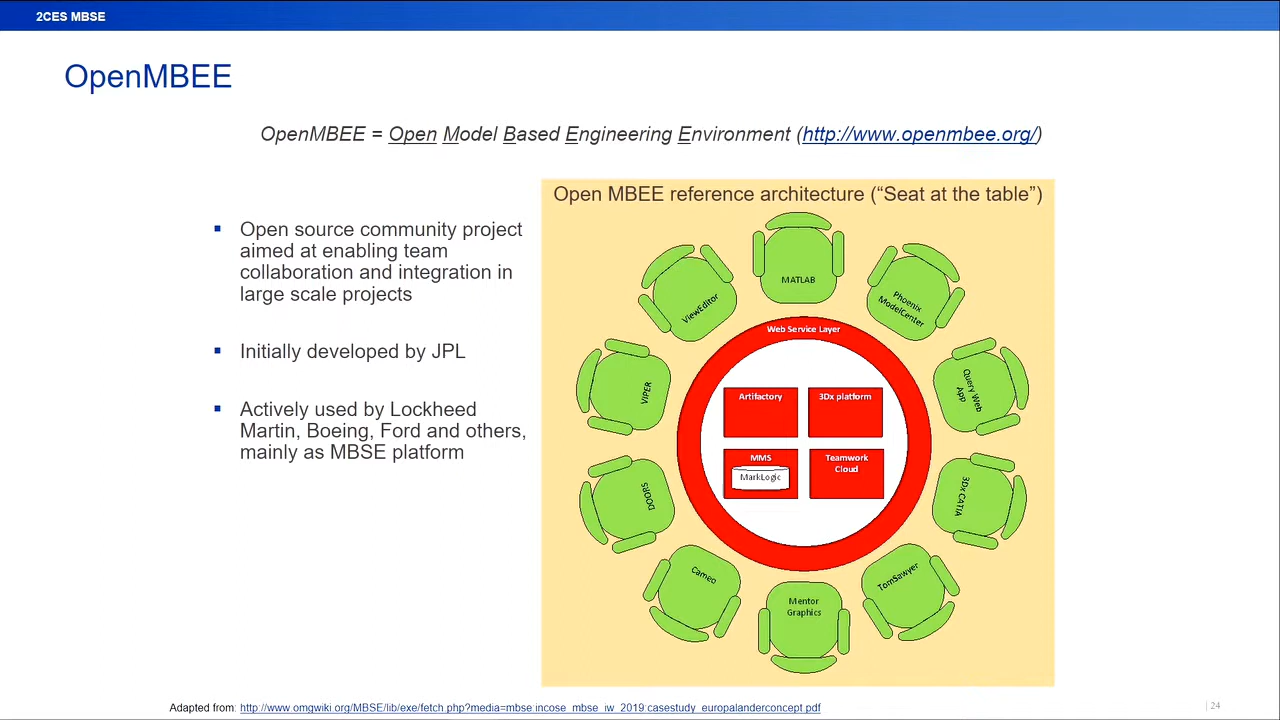 2CES MBSE
OpenMBEE
OpenMBEE = Open Model Based Engineering Environment (http://www.openmbee.org/)
Open source community project
aimed at enabling team
collaboration and integration in
large scale projects
Initially developed by JPL
Actively used by Lockheed
Martin, Boeing, Ford and others,
mainly as MBSE platform
Open MBEE reference architecture (“Seat at the table”)
MATLAB
Phoenix
ModelCenter
Query Web
App
3Dx CATIA
TomSawyer
Mentor
Graphics
Cameo
DOORS
VIPER
ViewEditor
Web Service Layer
Artifactory
3Dx platform
MMS
MarkLogic
Teamwork
Cloud
Adapted from: http://www.omgwiki.org/MBSE/lib/exe/fetch.php?media=mbse:incose_mbse_iw_2019:casestudy_europalanderconcept.pdf
24